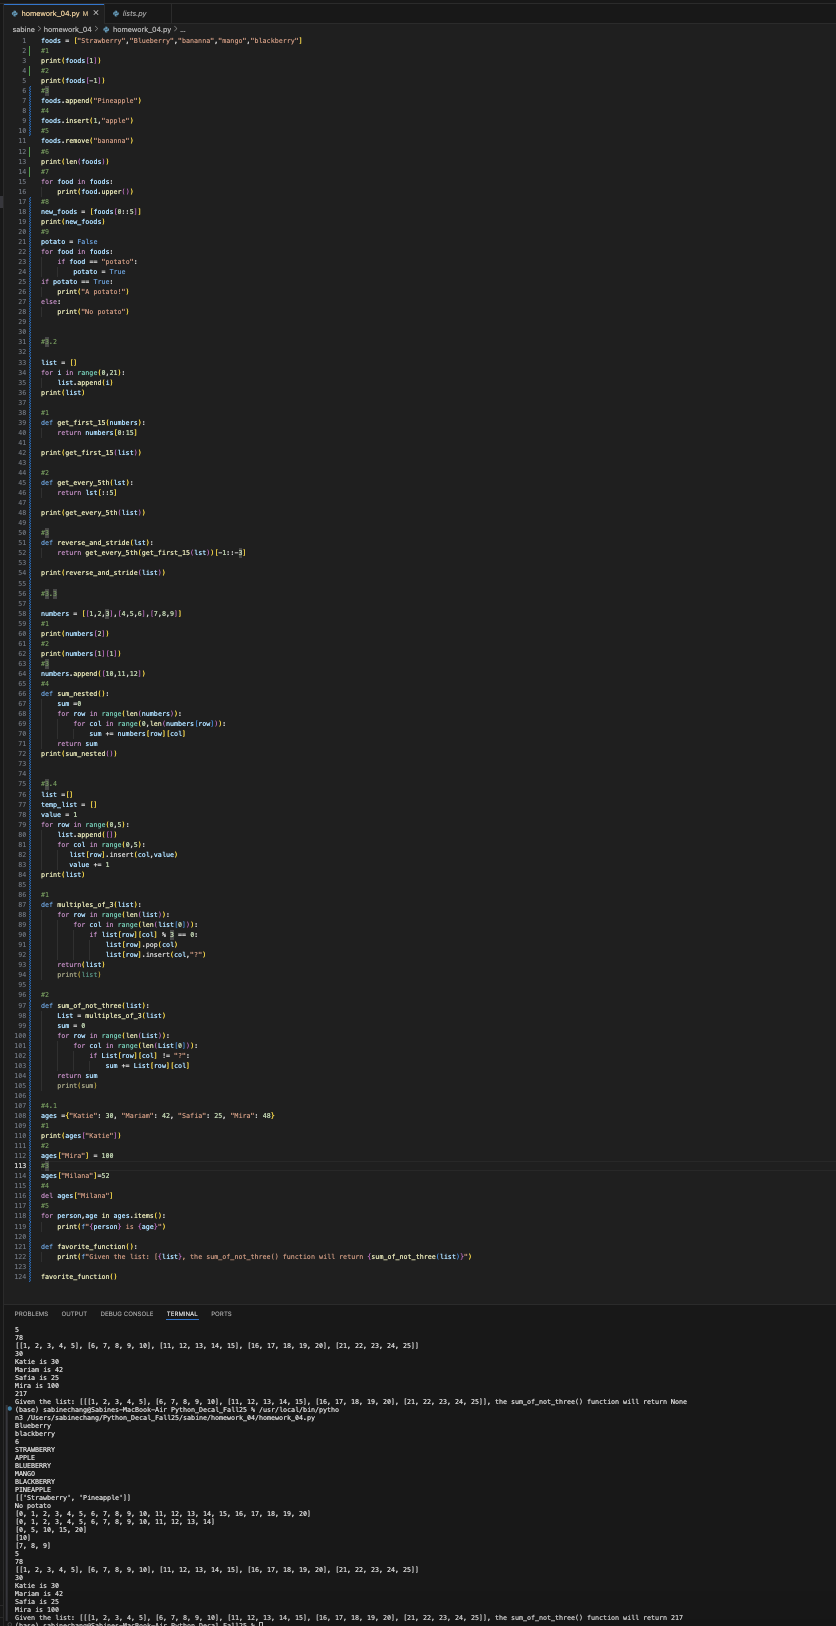 homework_04.py M ×
lists.py
sabine > homework_04 > homework_04.py > ...
1 foods = ["Strawberry","Blueberry","bananna","mango","blackberry"]
2 #1
3 print(foods[1])
4 #2
5 print(foods[-1])
6 #3
7 foods.append("Pineapple")
8 #4
9 foods.insert(1,"apple")
10 #5
11 foods.remove("bananna")
12 #6
13 print(len(foods))
14 #7
15 for food in foods:
16 print(food.upper())
17 #8
18 new_foods = [foods[0::5]]
19 print(new_foods)
20 #9
21 potato = False
22 for food in foods:
23 if food == "potato":
24 potato = True
25 if potato == True:
26 print("A potato!")
27 else:
28 print("No potato")
29
30
31 #3.2
32
33 list = []
34 for i in range(0,21):
35 list.append(i)
36 print(list)
37
38 #1
39 def get_first_15(numbers):
40 return numbers[0:15]
41
42 print(get_first_15(list))
43
44 #2
45 def get_every_5th(lst):
46 return lst[::5]
47
48 print(get_every_5th(list))
49
50 #3
51 def reverse_and_stride(lst):
52 return get_every_5th(get_first_15(lst))[-1::-3]
53
54 print(reverse_and_stride(list))
55
56 #3.3
57
58 numbers = [[1,2,3],[4,5,6],[7,8,9]]
59 #1
60 print(numbers[2])
61 #2
62 print(numbers[1][1])
63 #3
64 numbers.append([10,11,12])
65 #4
66 def sum_nested():
67 sum =0
68 for row in range(len(numbers)):
69 for col in range(0,len(numbers[row])):
70 sum += numbers[row][col]
71 return sum
72 print(sum_nested())
73
74
75 #3.4
76 list =[]
77 temp_list = []
78 value = 1
79 for row in range(0,5):
80 list.append([])
81 for col in range(0,5):
82 list[row].insert(col,value)
83 value += 1
84 print(list)
85
86 #1
87 def multiples_of_3(list):
88 for row in range(len(list)):
89 for col in range(len(list[0])):
90 if list[row][col] % 3 == 0:
91 list[row].pop(col)
92 list[row].insert(col,"?")
93 return(list)
94 print(list)
95
96 #2
97 def sum_of_not_three(list):
98 List = multiples_of_3(list)
99 sum = 0
100 for row in range(len(List)):
101 for col in range(len(List[0])):
102 if List[row][col] != "?":
103 sum += List[row][col]
104 return sum
105 print(sum)
106
107 #4.1
108 ages ={"Katie": 30, "Mariam": 42, "Safia": 25, "Mira": 48}
109 #1
110 print(ages["Katie"])
111 #2
112 ages["Mira"] = 100
113 #3
114 ages["Milana"]=52
115 #4
116 del ages["Milana"]
117 #5
118 for person,age in ages.items():
119 print(f"{person} is {age}")
120
121 def favorite_function():
122 print(f"Given the list: [{list}, the sum_of_not_three() function will return {sum_of_not_three(list)}")
123
124 favorite_function()
PROBLEMS OUTPUT DEBUG CONSOLE TERMINAL PORTS
5
78
[[1, 2, 3, 4, 5], [6, 7, 8, 9, 10], [11, 12, 13, 14, 15], [16, 17, 18, 19, 20], [21, 22, 23, 24, 25]]
30
Katie is 30
Mariam is 42
Safia is 25
Mira is 100
217
Given the list: [[[1, 2, 3, 4, 5], [6, 7, 8, 9, 10], [11, 12, 13, 14, 15], [16, 17, 18, 19, 20], [21, 22, 23, 24, 25]], the sum_of_not_three() function will return None
(base) sabinechang@Sabines-MacBook-Air Python_Decal_Fall25 % /usr/local/bin/pytho
n3 /Users/sabinechang/Python_Decal_Fall25/sabine/homework_04/homework_04.py
Blueberry
blackberry
6
STRAWBERRY
APPLE
BLUEBERRY
MANGO
BLACKBERRY
PINEAPPLE
[['Strawberry', 'Pineapple']]
No potato
[0, 1, 2, 3, 4, 5, 6, 7, 8, 9, 10, 11, 12, 13, 14, 15, 16, 17, 18, 19, 20]
[0, 1, 2, 3, 4, 5, 6, 7, 8, 9, 10, 11, 12, 13, 14]
[0, 5, 10, 15, 20]
[10]
[7, 8, 9]
5
78
[[1, 2, 3, 4, 5], [6, 7, 8, 9, 10], [11, 12, 13, 14, 15], [16, 17, 18, 19, 20], [21, 22, 23, 24, 25]]
30
Katie is 30
Mariam is 42
Safia is 25
Mira is 100
Given the list: [[[1, 2, 3, 4, 5], [6, 7, 8, 9, 10], [11, 12, 13, 14, 15], [16, 17, 18, 19, 20], [21, 22, 23, 24, 25]], the sum_of_not_three() function will return 217
(base) sabinechang@Sabines-MacBook-Air Python_Decal_Fall25 %